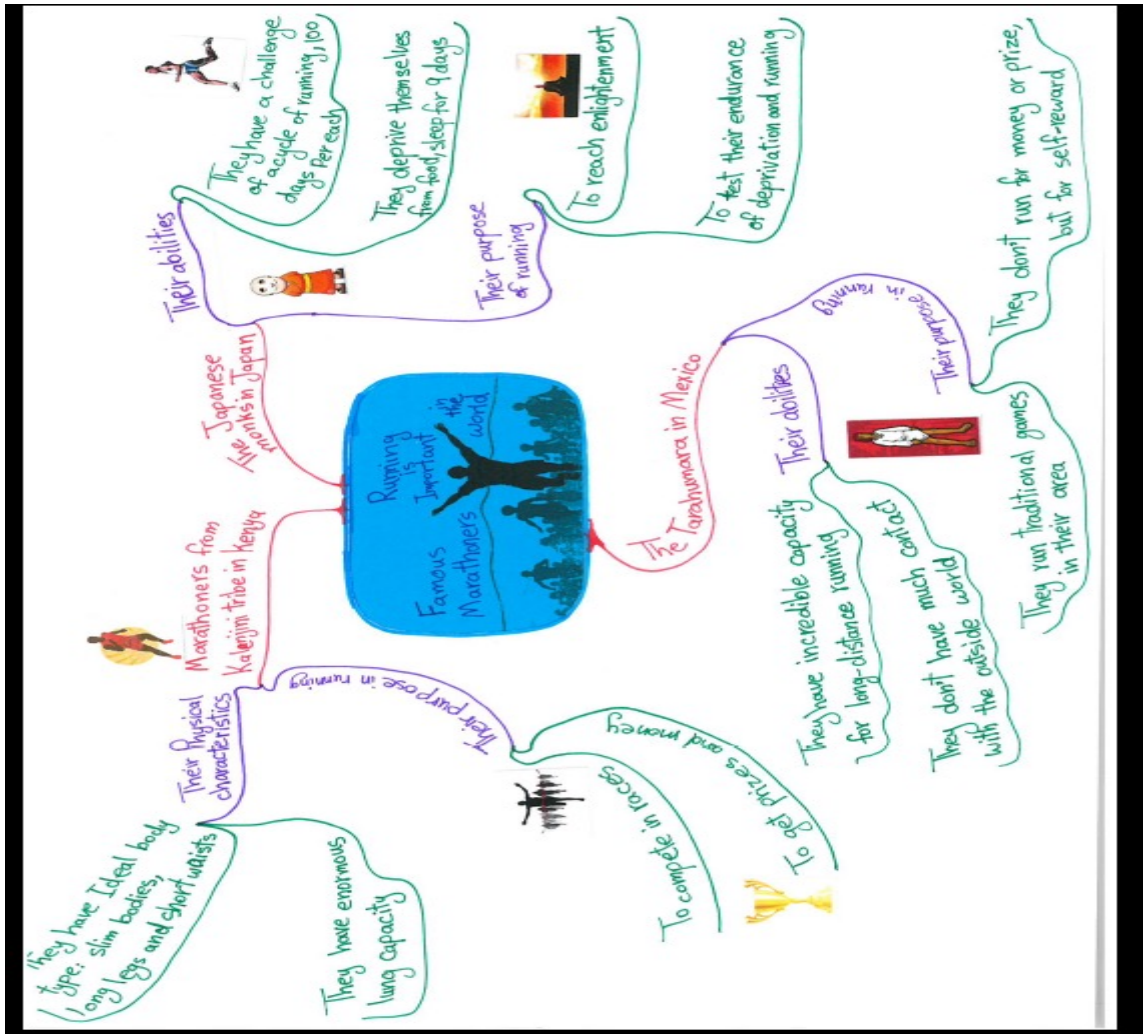 Famous
Marathoners
Running
is
Important
in
the
world
The Japanese
monks in Japan
Their abilities
They have a challenge
of a cycle of running, 100
days Per each
They deprive themselves
from food, sleep for 9 days
Their purpose
of running
To reach enlightenment
To test their endurance
of deprivation and running
Marathoners from
Kalenjini tribe in Kenya
Their Physical
characteristics
They have Ideal body
type: slim bodies,
long legs and short waists
They have enormous
lung capacity
Their purpose in running
To compete in races
To get prizes and money
The Tarahumara in Mexico
Their abilities
They have incredible capacity
for long-distance running
They don't have much contact
with the outside world
Their purpose in running
They run traditional games
in their area
They don't run for money or prize,
but for self-reward